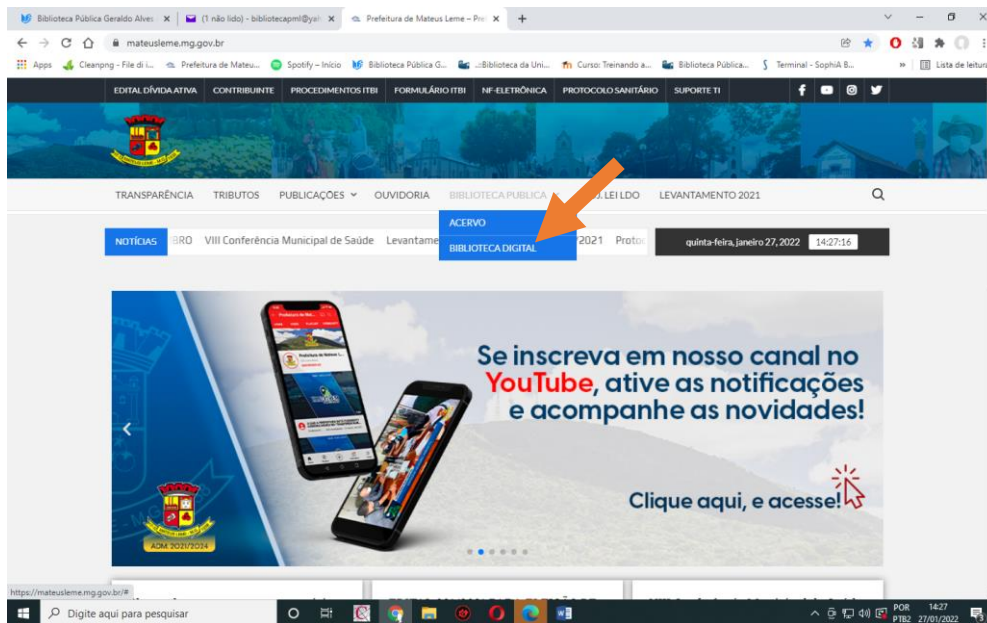 Biblioteca Pública Geraldo Alves
(1 não lido) - bibliotecapml@ya
Prefeitura de Mateus Leme – Pre
mateusleme.mg.gov.br
Apps
Cleanpng - File di i...
Prefeitura de Mateu...
Spotify – Início
Biblioteca Pública G...
.::Biblioteca da Uni...
Curso: Treinando a...
Biblioteca Pública...
Terminal - SophiA B...
»
Lista de leitura
EDITAL DÍVIDA ATIVA
CONTRIBUINTE
PROCEDIMENTOS ITBI
FORMULÁRIO ITBI
NF-ELETRÔNICA
PROTOCOLO SANITÁRIO
SUPORTE TI
TRANSPARÊNCIA
TRIBUTOS
PUBLICAÇÕES
OUVIDORIA
BIBLIOTECA PUBLICA
LEI LDO
LEVANTAMENTO 2021
ACERVO
BIBLIOTECA DIGITAL
NOTÍCIAS
BRO VIII Conferência Municipal de Saúde Levantame
/2021 Proto
quinta-feira, janeiro 27, 2022
14:27:16
Se inscreva em nosso canal no
YouTube, ative as notificações
e acompanhe as novidades!
Clique aqui, e acesse!
ADM. 2021/2024
https://mateusleme.mg.gov.br/#
Digite aqui para pesquisar
POR
PTB2
14:27
27/01/2022